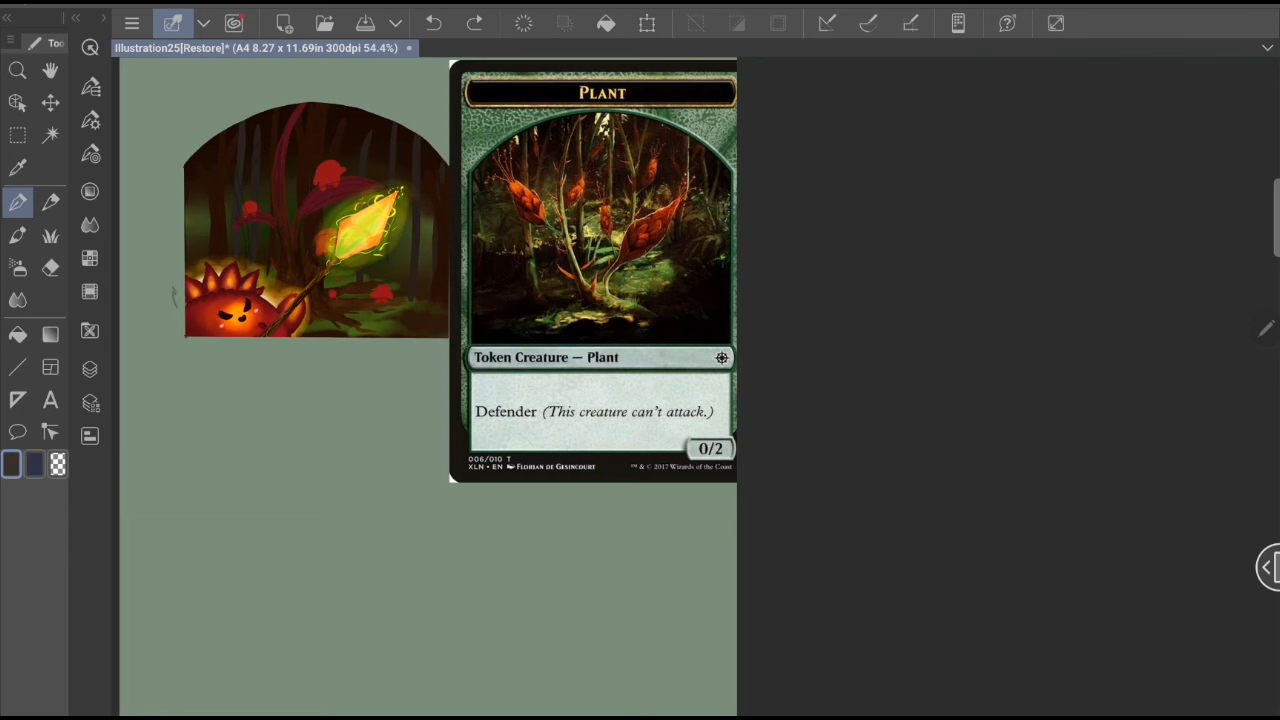 Too
Illustration25[Restore]* (A4 8.27 x 11.69in 300dpi 54.4%)
PLANT
Token Creature — Plant
Defender (This creature can't attack.)
0/2
006/010 T
XLN • EN FLORIAN DE GESINCOURT
™ & © 2017 Wizards of the Coast